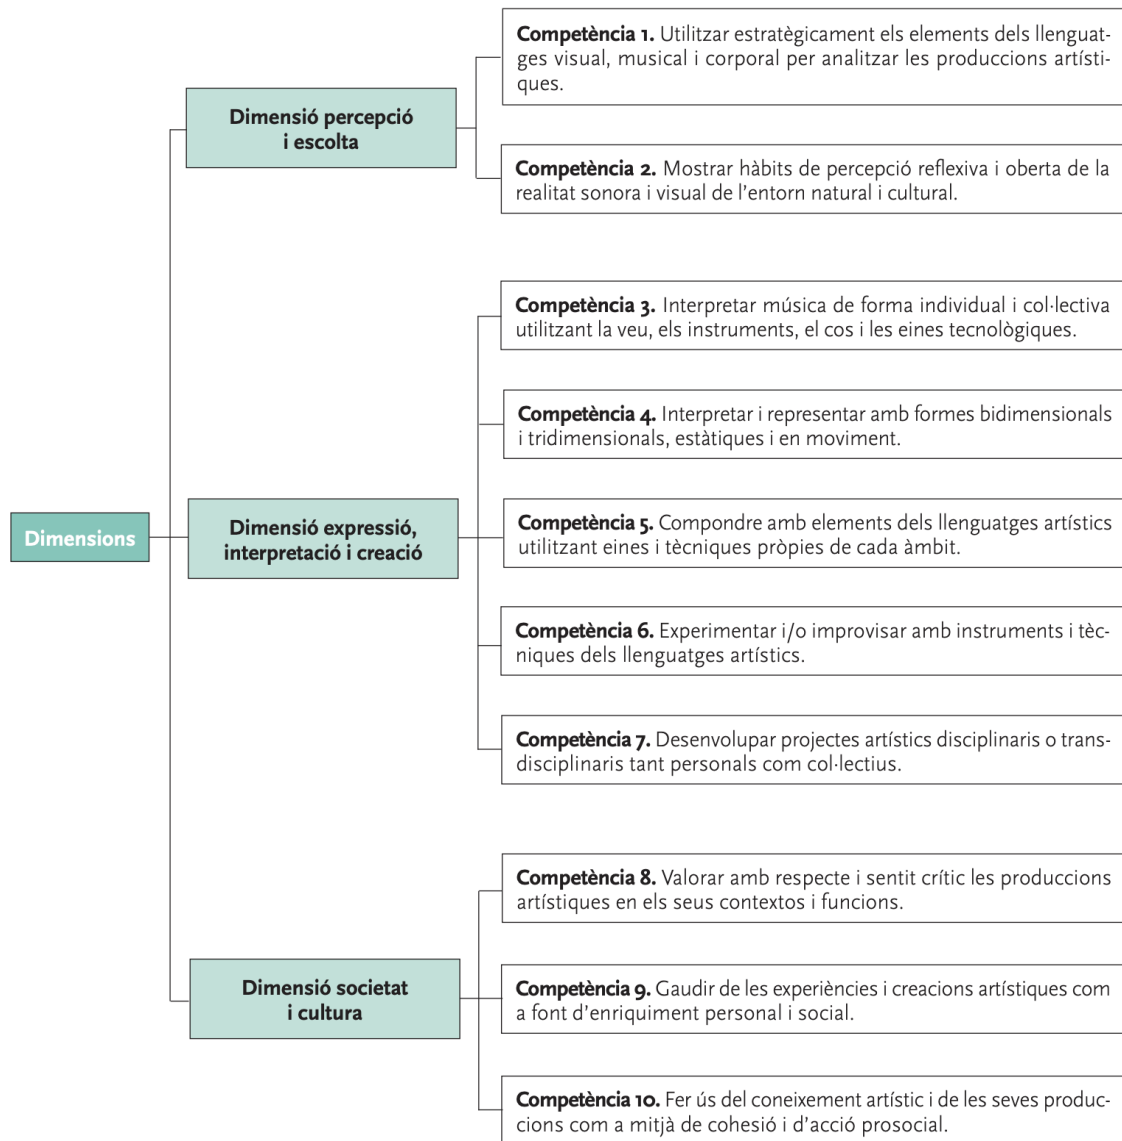 Competència 1. Utilitzar estratègicament els elements dels llenguat-
ges visual, musical i corporal per analitzar les produccions artísti-
ques.
Dimensió percepció
i escolta
Competència 2. Mostrar hàbits de percepció reflexiva i oberta de la
realitat sonora i visual de l'entorn natural i cultural.
Competència 3. Interpretar música de forma individual i col·lectiva
utilitzant la veu, els instruments, el cos i les eines tecnològiques.
Competència 4. Interpretar i representar amb formes bidimensionals
i tridimensionals, estàtiques i en moviment.
Dimensions
Dimensió expressió,
interpretació i creació
Competència 5. Compondre amb elements dels llenguatges artístics
utilitzant eines i tècniques pròpies de cada àmbit.
Competència 6. Experimentar i/o improvisar amb instruments i tèc-
niques dels llenguatges artístics.
Competència 7. Desenvolupar projectes artístics disciplinaris o trans-
disciplinaris tant personals com col·lectius.
Competència 8. Valorar amb respecte i sentit crític les produccions
artístiques en els seus contextos i funcions.
Dimensió societat
i cultura
Competència 9. Gaudir de les experiències i creacions artístiques com
a font d'enriquiment personal i social.
Competència 10. Fer ús del coneixement artístic i de les seves produc-
cions com a mitjà de cohesió i d'acció prosocial.